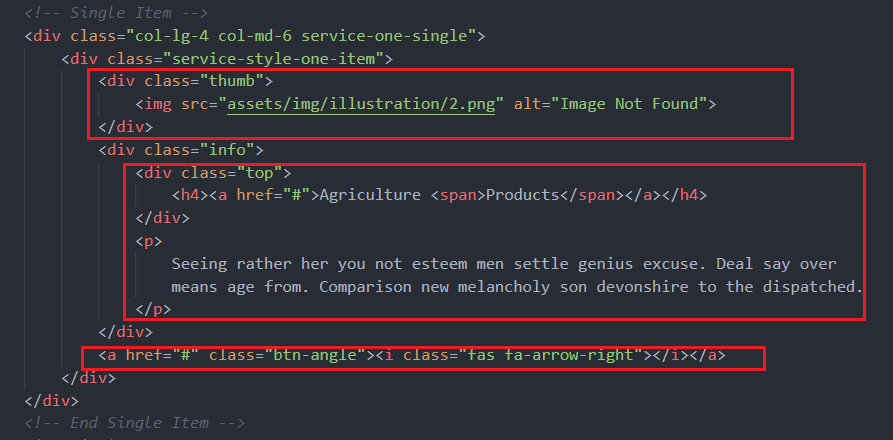 <!-- Single Item -->
<div class="col-lg-4 col-md-6 service-one-single">
<div class="service-style-one-item">
<div class="thumb">
<img src="assets/img/illustration/2.png" alt="Image Not Found">
</div>
<div class="info">
<div class="top">
<h4><a href="#">Agriculture <span>Products</span></a></h4>
</div>
<p>
Seeing rather her you not esteem men settle genius excuse. Deal say over
means age from. Comparison new melancholy son devonshire to the dispatched.
</p>
</div>
<a href="#" class="btn-angle"><i class="fas fa-arrow-right"></i></a>
</div>
</div>
<!-- End Single Item -->